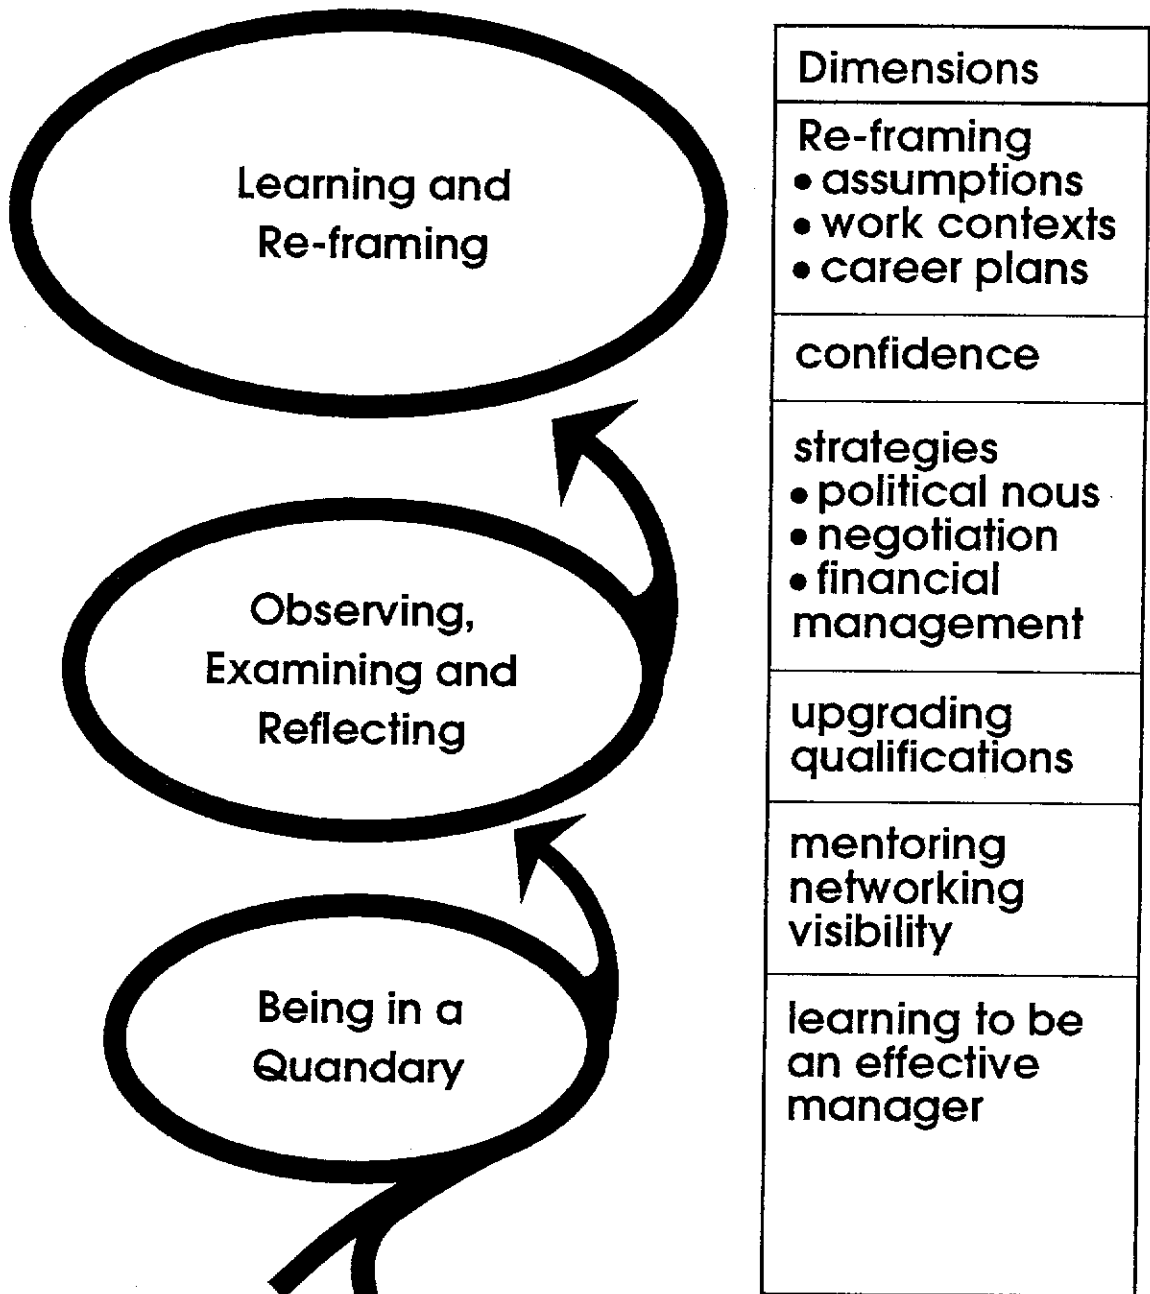 Learning and
Re-framing
Observing,
Examining and
Reflecting
Being in a
Quandary
Dimensions
Re-framing
• assumptions
• work contexts
• career plans
confidence
strategies
• political nous
• negotiation
• financial
management
upgrading
qualifications
mentoring
networking
visibility
learning to be
an effective
manager